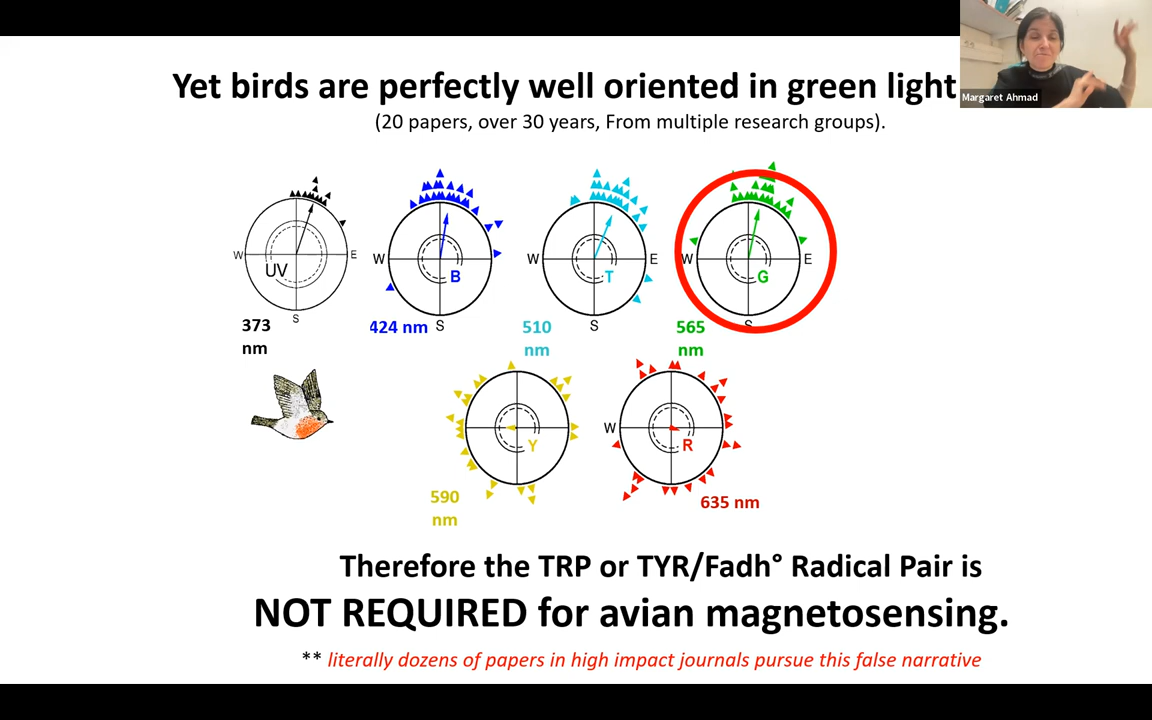 Yet birds are perfectly well oriented in green light
Margaret Ahmad
(20 papers, over 30 years, From multiple research groups).
UV
W
E
S
373
nm
B
W
S
424 nm
T
W
E
S
510
nm
G
W
E
S
565
nm
Y
590
nm
W
R
635 nm
Therefore the TRP or TYR/Fadh° Radical Pair is
NOT REQUIRED for avian magnetosensing.
** literally dozens of papers in high impact journals pursue this false narrative